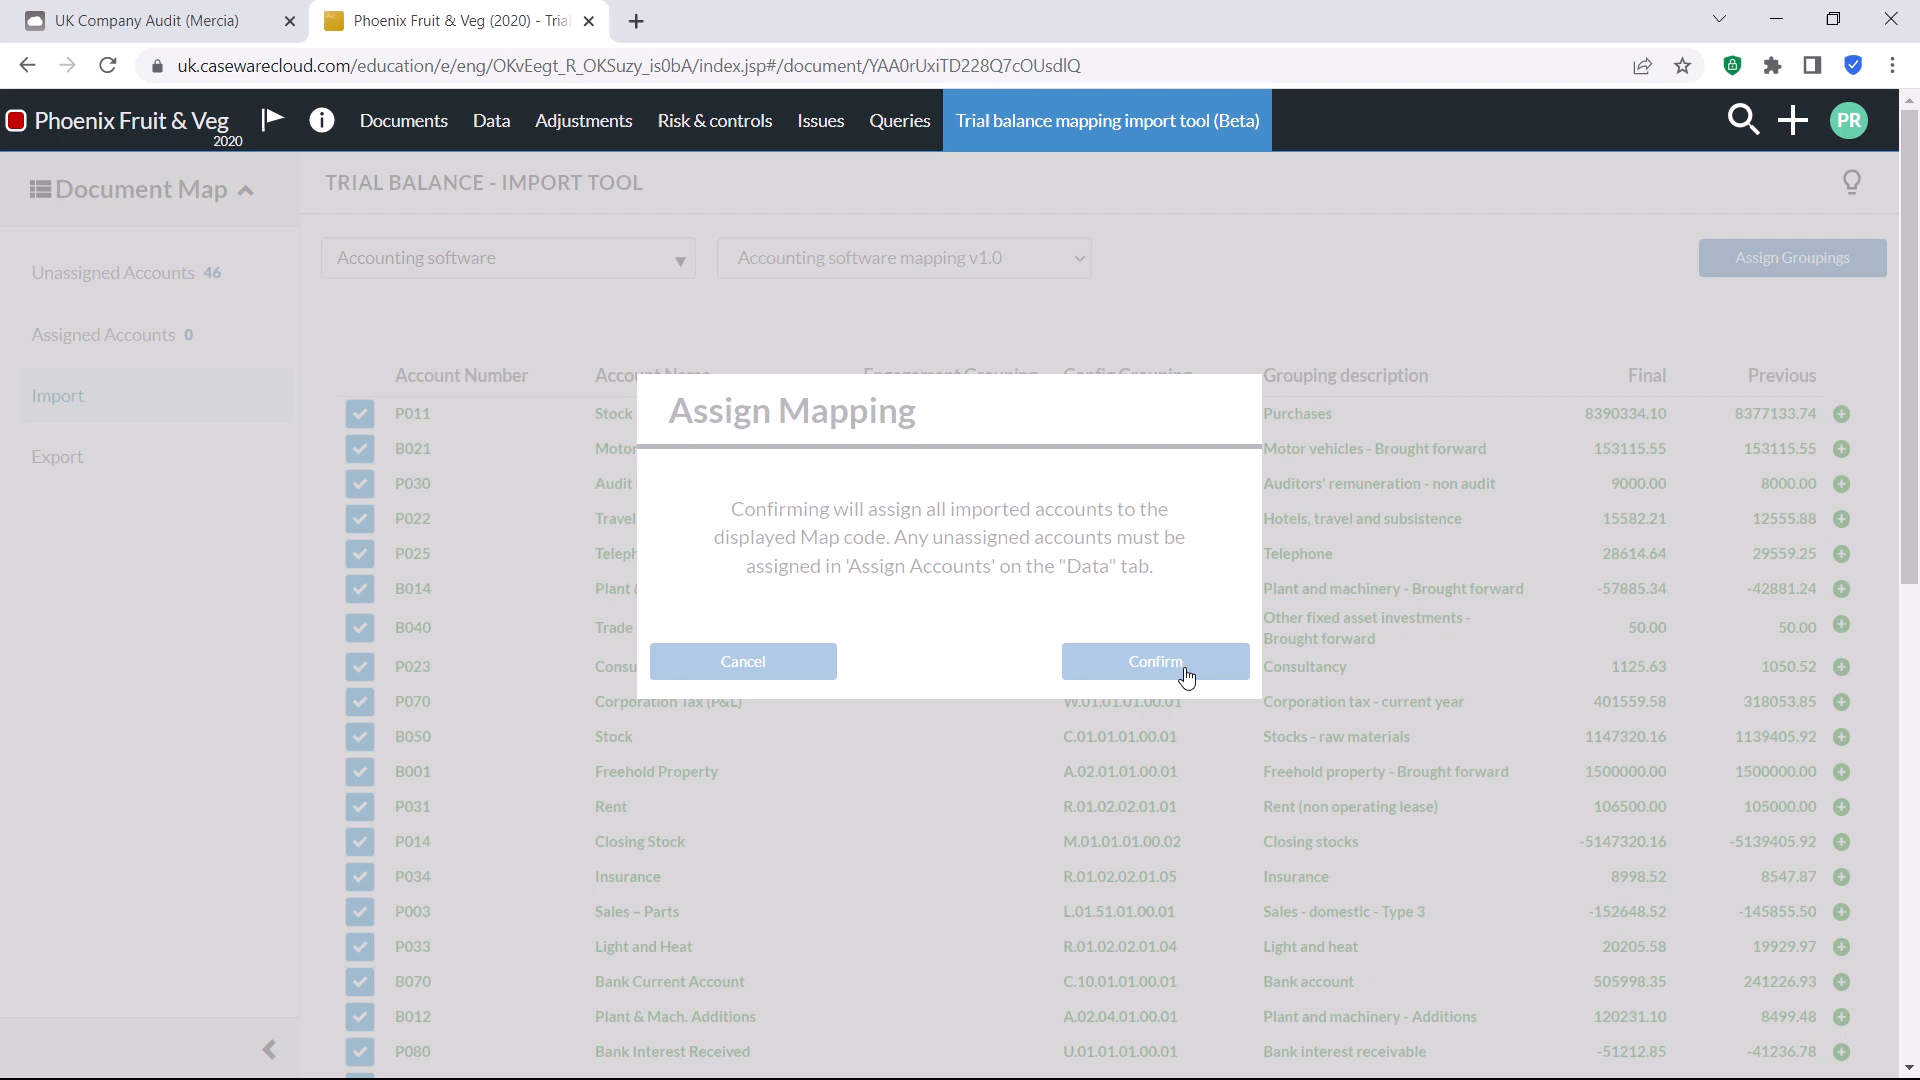 UK Company Audit (Mercia)
Phoenix Fruit & Veg (2020) - Tria
uk.casewarecloud.com/education/e/eng/OKvEegt_R_OKSuzy_is0bA/index.jsp#/document/YAA0rUxiTD228Q7cOUsdlQ
Phoenix Fruit & Veg
2020
Documents Data Adjustments Risk & controls Issues Queries Trial balance mapping import tool (Beta)
PR
Document Map
TRIAL BALANCE - IMPORT TOOL
Unassigned Accounts 46
Assigned Accounts 0
Import
Export
Accounting software
Accounting software mapping v1.0
Assign Groupings
Account Number Account Name Engagement Grouping Config Grouping Grouping description Final Previous
P011 Stock Purchases 8390334.10 8377133.74
B021 Motor Motor vehicles - Brought forward 153115.55 153115.55
P030 Audit Auditors' remuneration - non audit 9000.00 8000.00
P022 Travel Hotels, travel and subsistence 15582.21 12555.88
P025 Teleph Telephone 28614.64 29559.25
B014 Plant & Plant and machinery - Brought forward -57885.34 -42881.24
B040 Trade Other fixed asset investments - Brought forward 50.00 50.00
P023 Consu Consultancy 1125.63 1050.52
P070 Corporation Tax (P&L) W.01.01.01.00.01 Corporation tax - current year 401559.58 318053.85
B050 Stock C.01.01.01.00.01 Stocks - raw materials 1147320.16 1139405.92
B001 Freehold Property A.02.01.01.00.01 Freehold property - Brought forward 1500000.00 1500000.00
P031 Rent R.01.02.02.01.01 Rent (non operating lease) 106500.00 105000.00
P014 Closing Stock M.01.01.01.00.02 Closing stocks -5147320.16 -5139405.92
P034 Insurance R.01.02.02.01.05 Insurance 8998.52 8547.87
P003 Sales – Parts L.01.51.01.00.01 Sales - domestic - Type 3 -152648.52 -145855.50
P033 Light and Heat R.01.02.02.01.04 Light and heat 20205.58 19929.97
B070 Bank Current Account C.10.01.01.00.01 Bank account 505998.35 241226.93
B012 Plant & Mach. Additions A.02.04.01.00.01 Plant and machinery - Additions 120231.10 8499.48
P080 Bank Interest Received U.01.01.01.00.01 Bank interest receivable -51212.85 -41236.78
Assign Mapping
Confirming will assign all imported accounts to the
displayed Map code. Any unassigned accounts must be
assigned in 'Assign Accounts' on the "Data" tab.
Cancel
Confirm